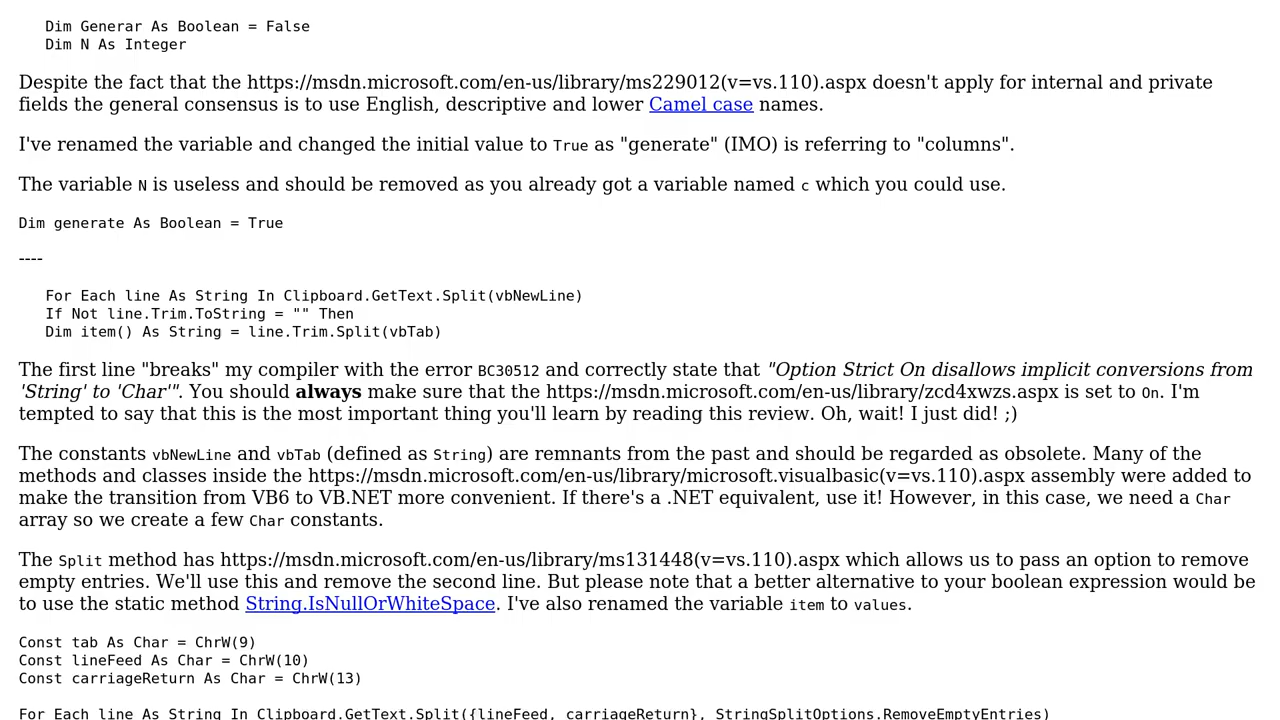 Dim Generar As Boolean = False
Dim N As Integer
Despite the fact that the https://msdn.microsoft.com/en-us/library/ms229012(v=vs.110).aspx doesn't apply for internal and private
fields the general consensus is to use English, descriptive and lower Camel case names.
I've renamed the variable and changed the initial value to True as "generate" (IMO) is referring to "columns".
The variable N is useless and should be removed as you already got a variable named c which you could use.
Dim generate As Boolean = True
----
For Each line As String In Clipboard.GetText.Split(vbNewLine)
If Not line.Trim.ToString = "" Then
Dim item() As String = line.Trim.Split(vbTab)
The first line "breaks" my compiler with the error BC30512 and correctly state that "Option Strict On disallows implicit conversions from
'String' to 'Char'". You should always make sure that the https://msdn.microsoft.com/en-us/library/zcd4xwzs.aspx is set to On. I'm
tempted to say that this is the most important thing you'll learn by reading this review. Oh, wait! I just did! ;)
The constants vbNewLine and vbTab (defined as String) are remnants from the past and should be regarded as obsolete. Many of the
methods and classes inside the https://msdn.microsoft.com/en-us/library/microsoft.visualbasic(v=vs.110).aspx assembly were added to
make the transition from VB6 to VB.NET more convenient. If there's a .NET equivalent, use it! However, in this case, we need a Char
array so we create a few Char constants.
The Split method has https://msdn.microsoft.com/en-us/library/ms131448(v=vs.110).aspx which allows us to pass an option to remove
empty entries. We'll use this and remove the second line. But please note that a better alternative to your boolean expression would be
to use the static method String.IsNullOrWhiteSpace. I've also renamed the variable item to values.
Const tab As Char = ChrW(9)
Const lineFeed As Char = ChrW(10)
Const carriageReturn As Char = ChrW(13)
For Each line As String In Clipboard.GetText.Split({lineFeed, carriageReturn}, StringSplitOptions.RemoveEmptyEntries)